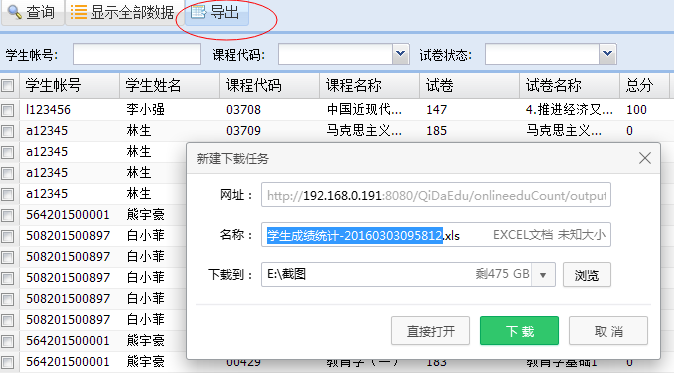 查询 显示全部数据 导出
学生帐号: 课程代码: 试卷状态:
学生帐号 学生姓名 课程代码 课程名称 试卷 试卷名称 总分
l123456 李小强 03708 中国近现代... 147 4.推进经济又... 100
a12345 林生 03709 马克思主义... 185 马克思主义... 0
a12345 林生
a12345 林生
a12345 林生
564201500001 熊宇豪
508201500897 白小菲
508201500897 白小菲
508201500897 白小菲
508201500897 白小菲
508201500897 白小菲
564201500001 熊宇豪
564201500001 熊宇豪 00429 教育学（一） 183 教育学基础1 0
新建下载任务
网址： http://192.168.0.191:8080/QiDaEdu/onlineeduCount/output
名称： 学生成绩统计-20160303095812.xls EXCEL文档 未知大小
下载到： E:\截图 剩475 GB 浏览
直接打开 下载 取消